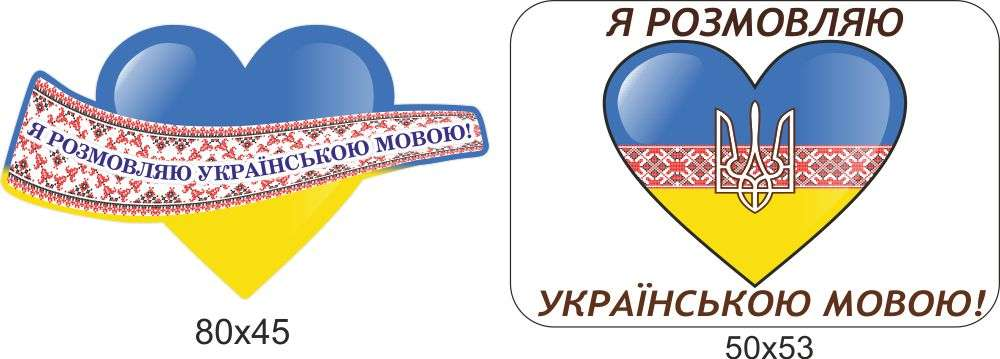 Я РОЗМОВЛЯЮ УКРАЇНСЬКОЮ МОВОЮ!
80x45
Я РОЗМОВЛЯЮ
УКРАЇНСЬКОЮ МОВОЮ!
50x53